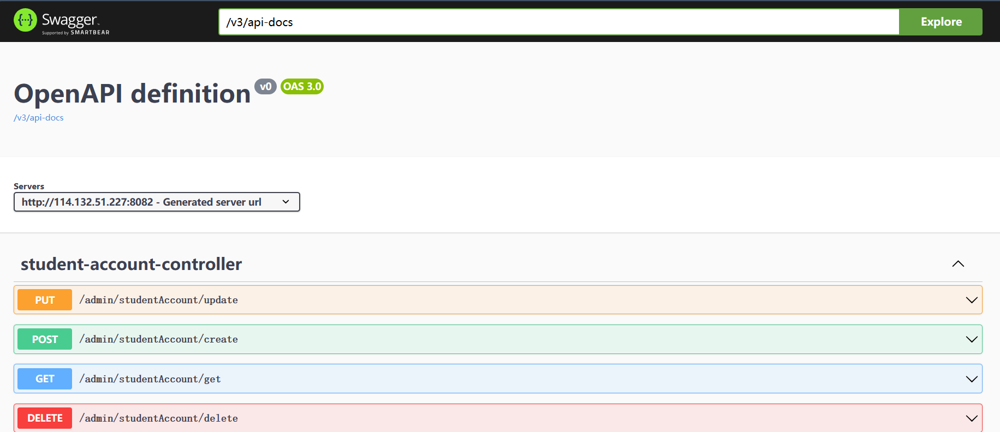 {···} Swagger™
Supported by SMARTBEAR
/v3/api-docs
Explore
OpenAPI definition v0 OAS 3.0
/v3/api-docs
Servers
http://114.132.51.227:8082 - Generated server url
student-account-controller
PUT /admin/studentAccount/update
POST /admin/studentAccount/create
GET /admin/studentAccount/get
DELETE /admin/studentAccount/delete